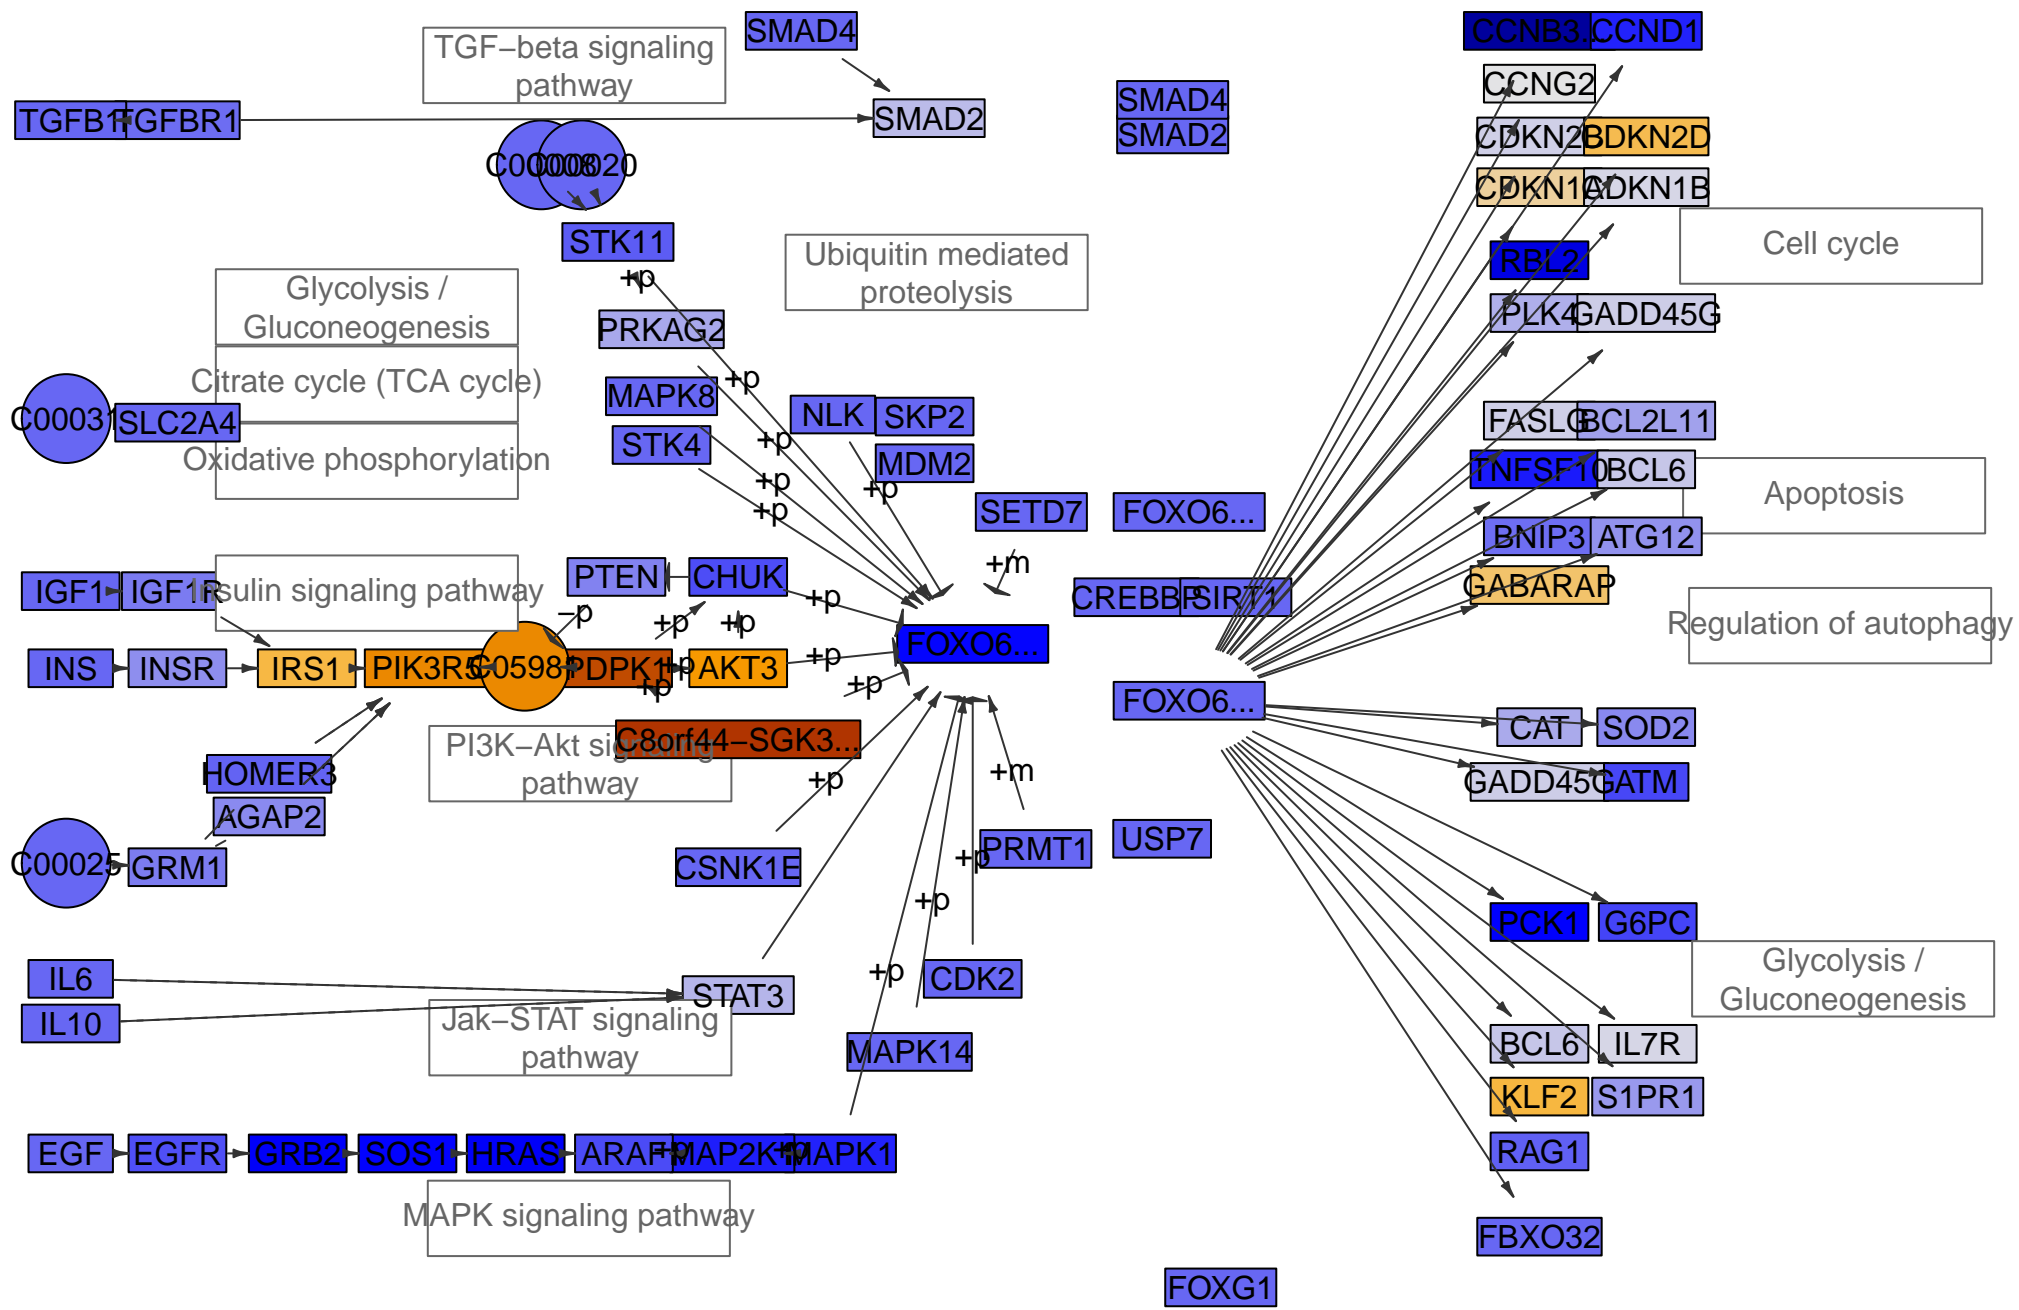 SMAD4
CCNB3...
CCND1
TGF−beta signaling
pathway
CCNG2
TGFB1
TGFBR1
SMAD2
SMAD4
SMAD2
CDKN2B
CDKN2D
C00020
CDKN1A
CDKN1B
STK11
Cell cycle
Ubiquitin mediated
proteolysis
RBL2
+p
Glycolysis /
Gluconeogenesis
PRKAG2
PLK4
GADD45G
Citrate cycle (TCA cycle)
+p
MAPK8
NLK
SKP2
C00031
SLC2A4
FASLG
BCL2L11
STK4
+p
MDM2
Oxidative phosphorylation
+p
+p
TNFSF10
BCL6
Apoptosis
+p
SETD7
FOXO6...
BNIP3
ATG12
+m
IGF1
IGF1R
Insulin signaling pathway
PTEN
CHUK
+p
CREBBP
SIRT1
GABARAP
−p
+p
+p
Regulation of autophagy
FOXO6...
INS
INSR
IRS1
PIK3R5
C05981
PDPK1
+p
AKT3
+p
+p
+p
FOXO6...
CAT
SOD2
PI3K−Akt signaling
pathway
C8orf44−SGK3...
HOMER3
+p
+m
GADD45G
ATM
AGAP2
USP7
PRMT1
C00025
GRM1
CSNK1E
+p
+p
PCK1
G6PC
IL6
STAT3
+p
CDK2
Glycolysis /
Gluconeogenesis
IL10
Jak−STAT signaling
pathway
MAPK14
BCL6
IL7R
KLF2
S1PR1
EGF
EGFR
GRB2
SOS1
HRAS
ARAF
+p
MAP2K1
+p
MAPK1
RAG1
MAPK signaling pathway
FBXO32
FOXG1